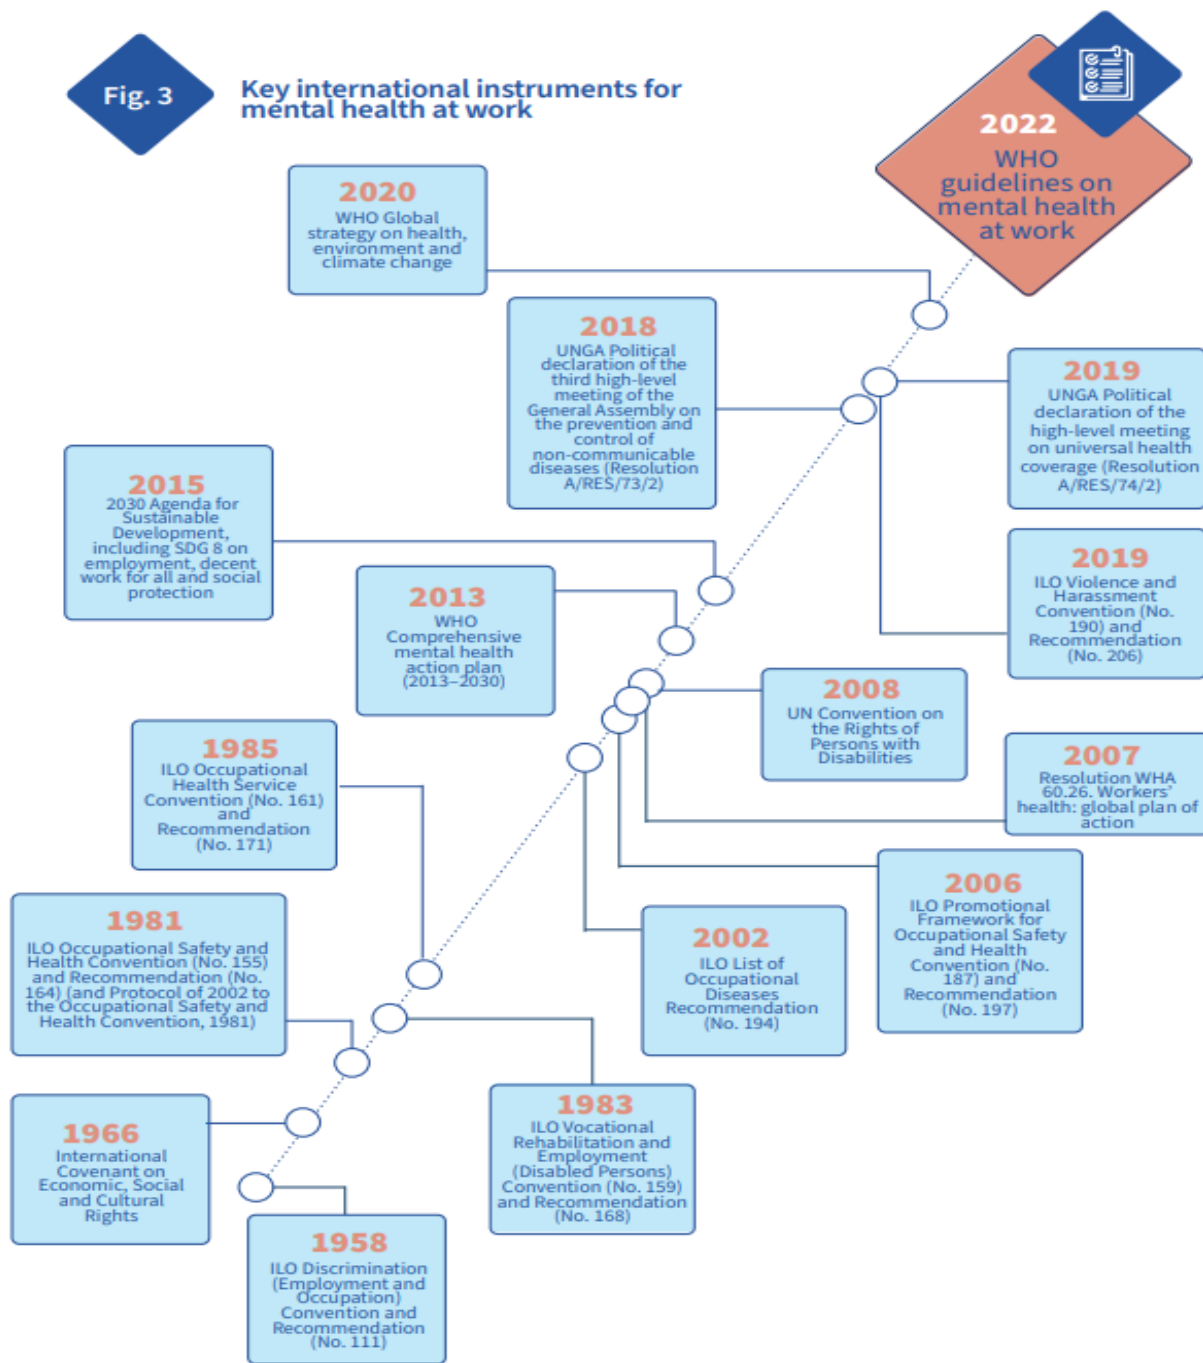 Fig. 3
Key international instruments for
mental health at work
2022
WHO
guidelines on
mental health
at work
2020
WHO Global
strategy on health,
environment and
climate change
2018
UNGA Political
declaration of the
third high-level
meeting of the
General Assembly on
the prevention and
control of
non-communicable
diseases (Resolution
A/RES/73/2)
2019
UNGA Political
declaration of the
high-level meeting
on universal health
coverage (Resolution
A/RES/74/2)
2015
2030 Agenda for
Sustainable
Development,
including SDG 8 on
employment, decent
work for all and social
protection
2019
ILO Violence and
Harassment
Convention (No.
190) and
Recommendation
(No. 206)
2013
WHO
Comprehensive
mental health
action plan
(2013–2030)
2008
UN Convention on
the Rights of
Persons with
Disabilities
1985
ILO Occupational
Health Service
Convention (No. 161)
and
Recommendation
(No. 171)
2007
Resolution WHA
60.26. Workers’
health: global plan of
action
2006
ILO Promotional
Framework for
Occupational Safety
and Health
Convention (No.
187) and
Recommendation
(No. 197)
1981
ILO Occupational Safety and
Health Convention (No. 155)
and Recommendation (No.
164) (and Protocol of 2002 to
the Occupational Safety and
Health Convention, 1981)
2002
ILO List of
Occupational
Diseases
Recommendation
(No. 194)
1983
ILO Vocational
Rehabilitation and
Employment
(Disabled Persons)
Convention (No. 159)
and Recommendation
(No. 168)
1966
International
Covenant on
Economic, Social
and Cultural
Rights
1958
ILO Discrimination
(Employment and
Occupation)
Convention and
Recommendation
(No. 111)